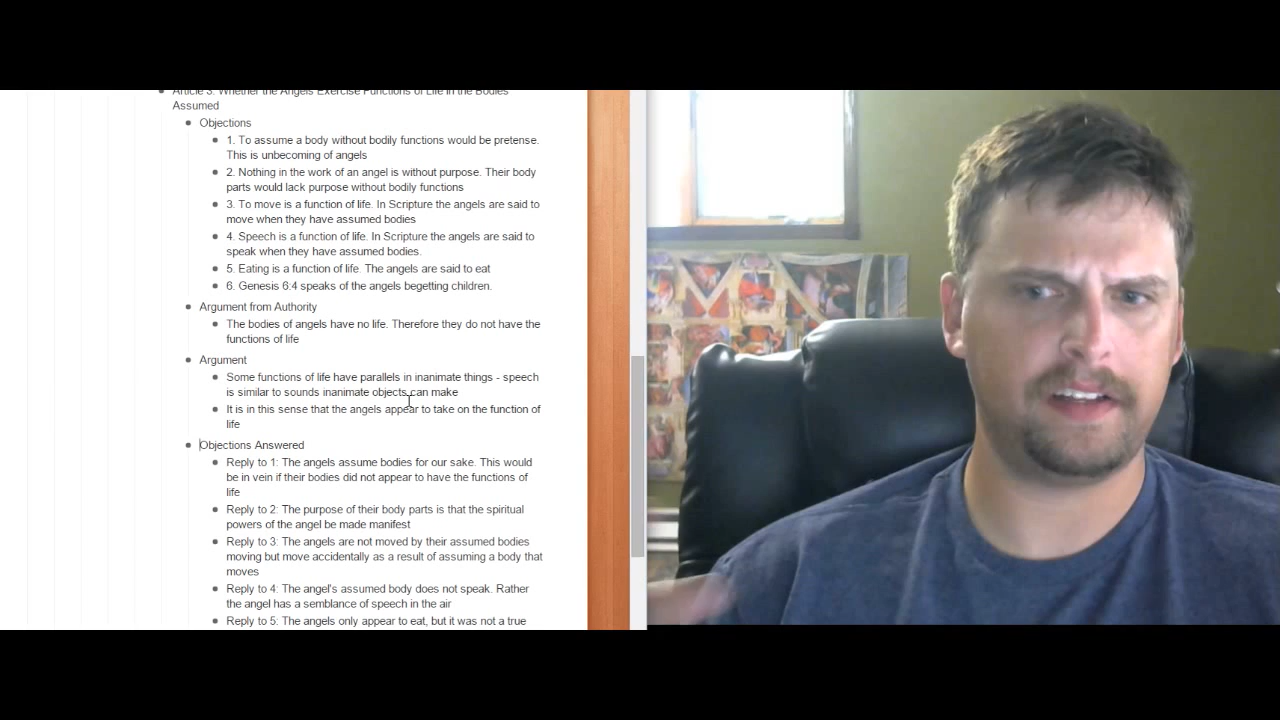 Article 3: Whether the Angels Exercise Functions of Life in the Bodies
Assumed
Objections
1. To assume a body without bodily functions would be pretense.
This is unbecoming of angels
2. Nothing in the work of an angel is without purpose. Their body
parts would lack purpose without bodily functions
3. To move is a function of life. In Scripture the angels are said to
move when they have assumed bodies
4. Speech is a function of life. In Scripture the angels are said to
speak when they have assumed bodies.
5. Eating is a function of life. The angels are said to eat
6. Genesis 6:4 speaks of the angels begetting children.
Argument from Authority
The bodies of angels have no life. Therefore they do not have the
functions of life
Argument
Some functions of life have parallels in inanimate things - speech
is similar to sounds inanimate objects can make
It is in this sense that the angels appear to take on the function of
life
Objections Answered
Reply to 1: The angels assume bodies for our sake. This would
be in vein if their bodies did not appear to have the functions of
life
Reply to 2: The purpose of their body parts is that the spiritual
powers of the angel be made manifest
Reply to 3: The angels are not moved by their assumed bodies
moving but move accidentally as a result of assuming a body that
moves
Reply to 4: The angel's assumed body does not speak. Rather
the angel has a semblance of speech in the air
Reply to 5: The angels only appear to eat, but it was not a true